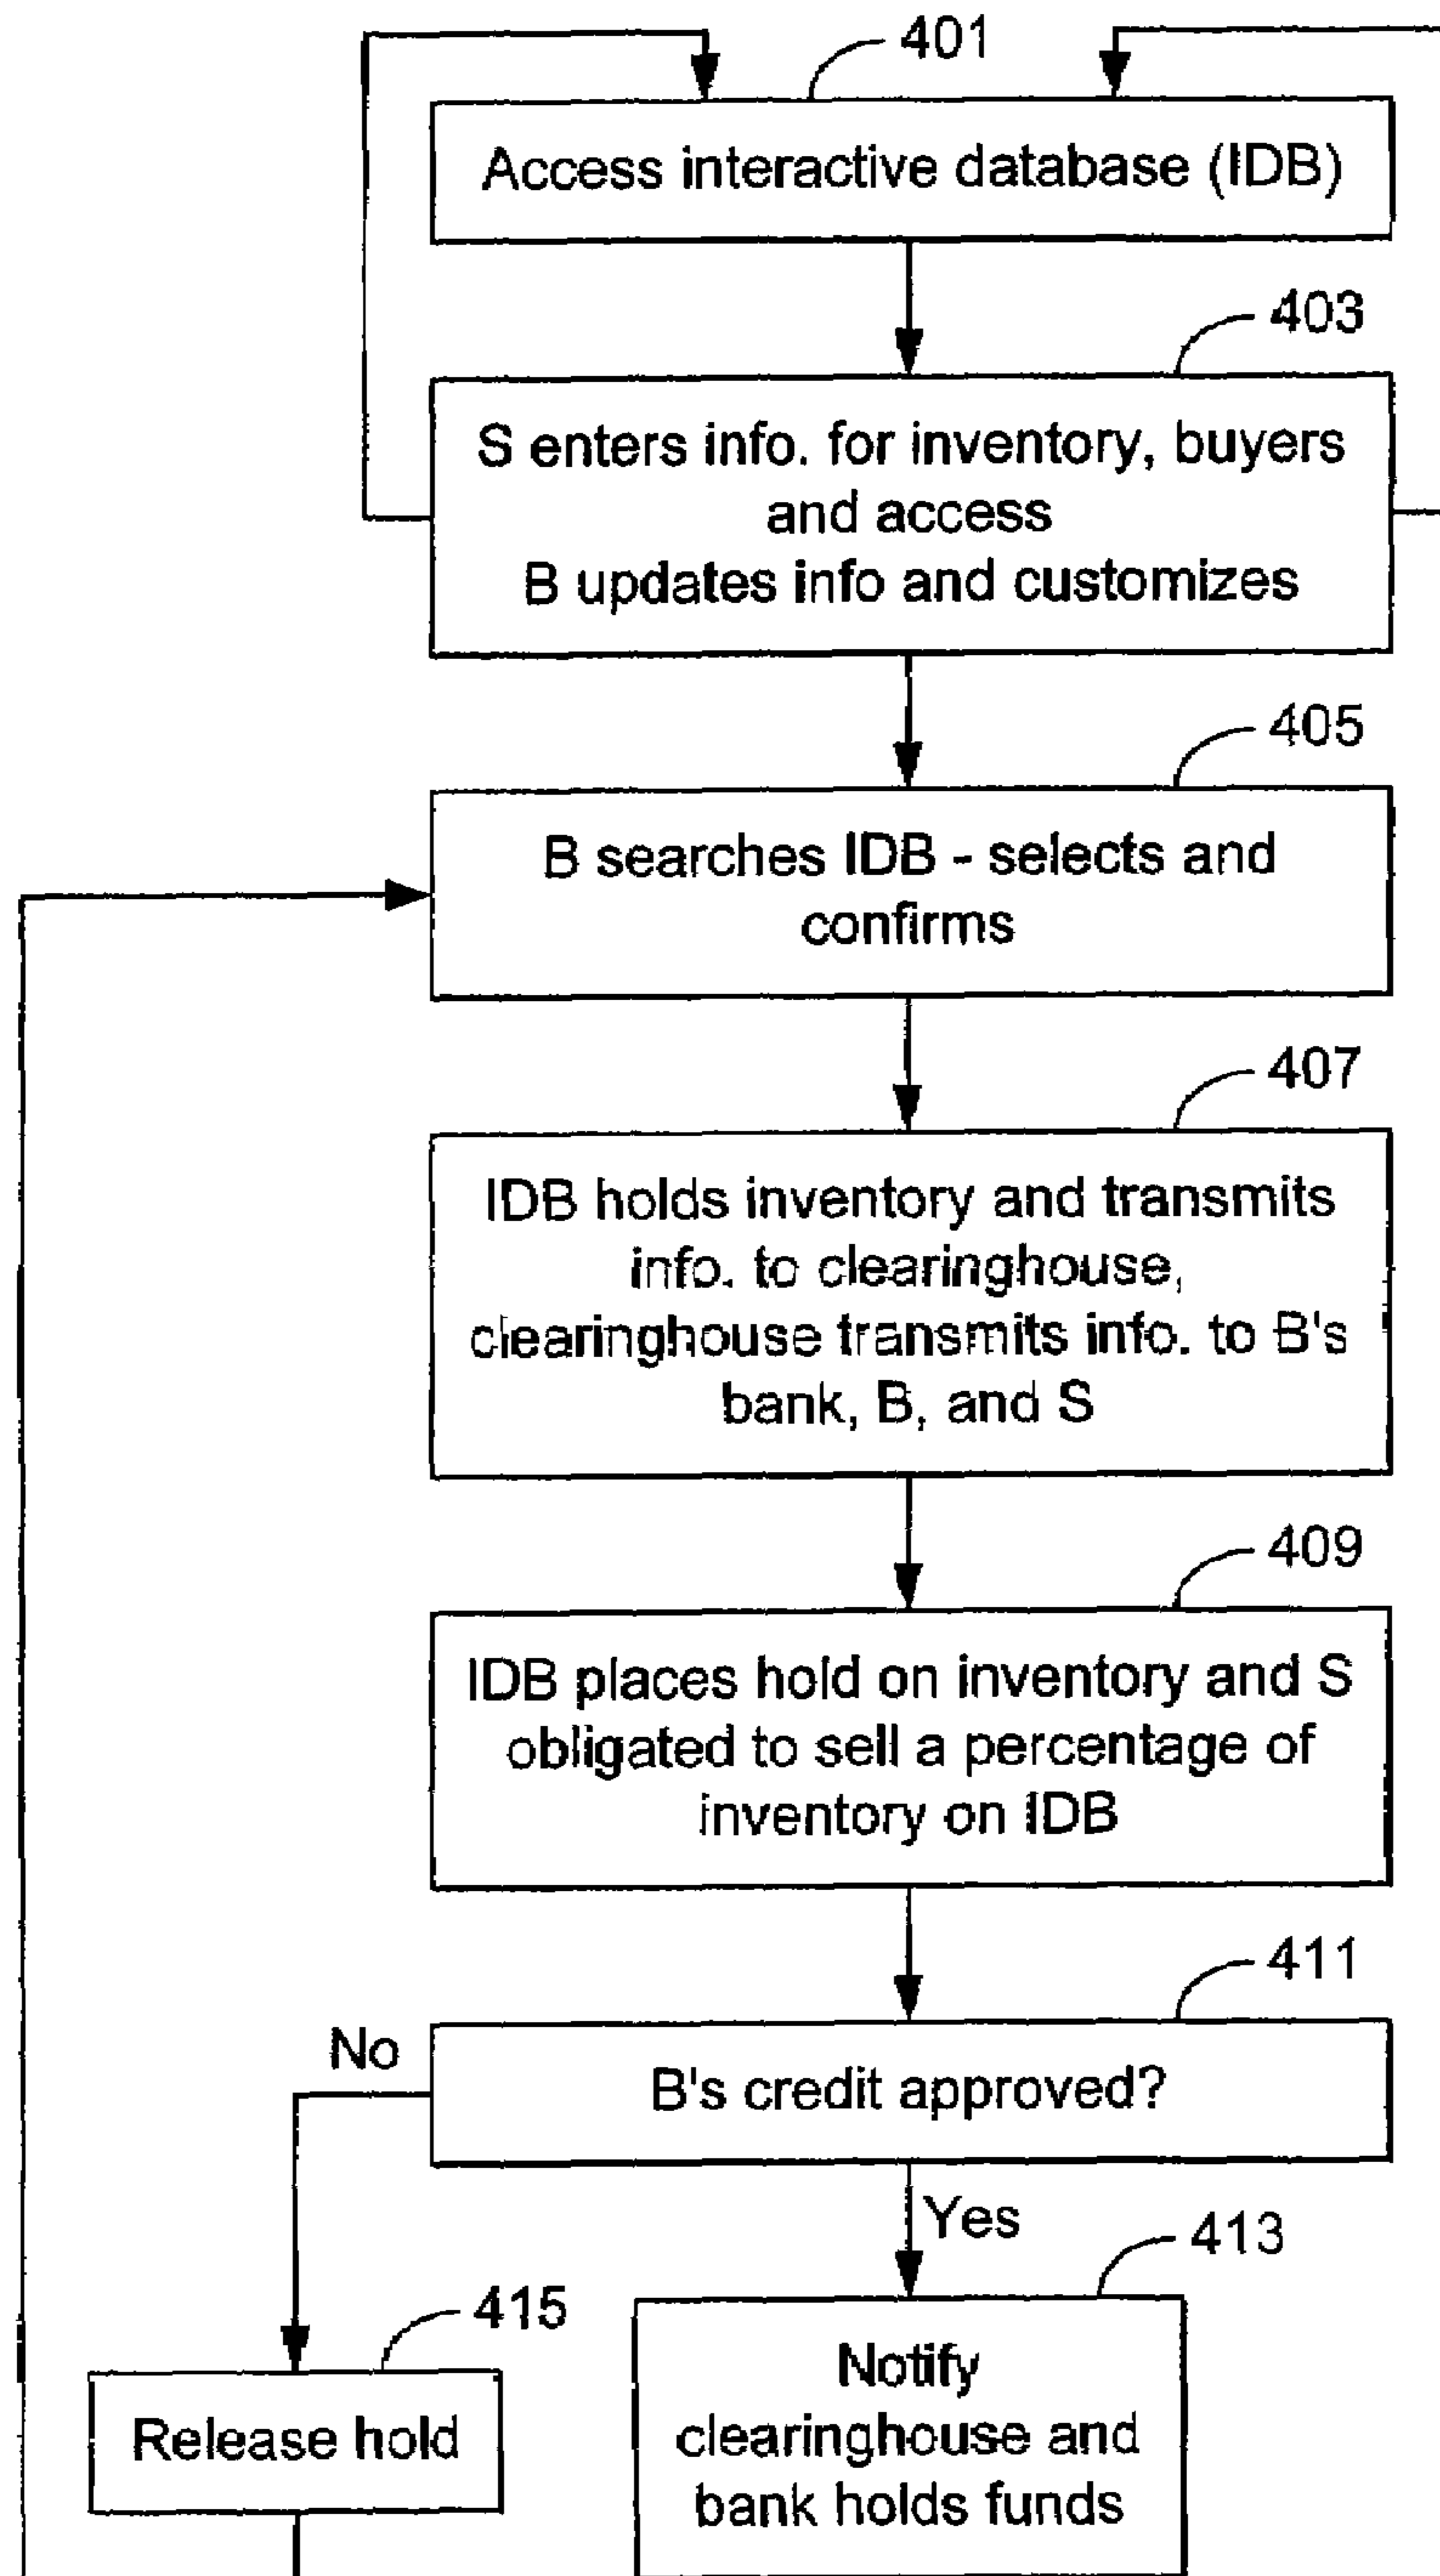 401
Access interactive database (IDB)
403
S enters info. for inventory, buyers
and access
B updates info and customizes
405
B searches IDB - selects and
confirms
407
IDB holds inventory and transmits
info. to clearinghouse,
clearinghouse transmits info. to B's
bank, B, and S
409
IDB places hold on inventory and S
obligated to sell a percentage of
inventory on IDB
411
No
B's credit approved?
Yes
413
415
Notify
clearinghouse and
bank holds funds
Release hold